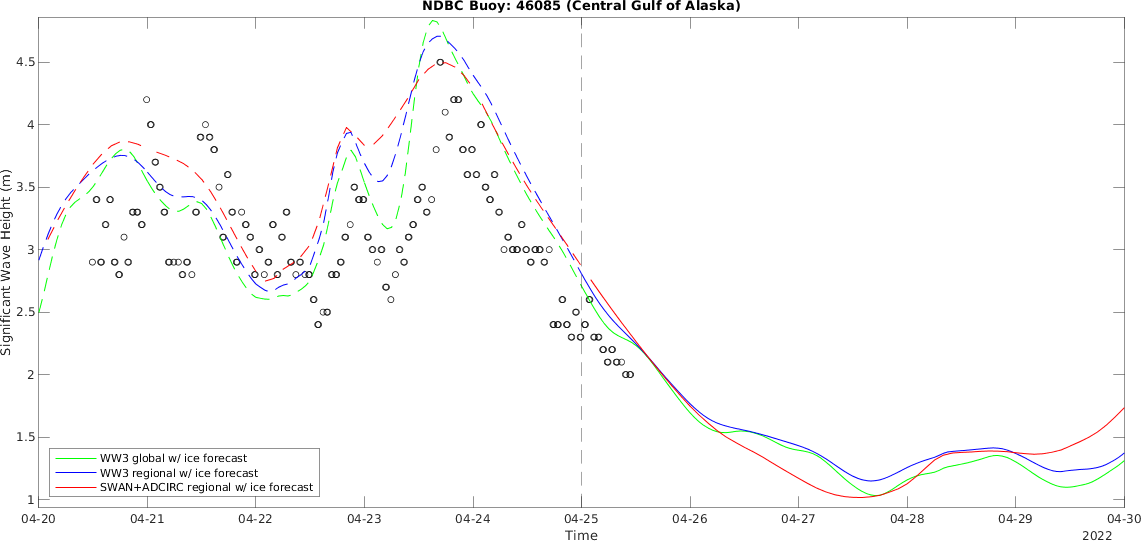 NDBC Buoy: 46085 (Central Gulf of Alaska)
Significant Wave Height (m)
4.5
4
3.5
3
2.5
2
1.5
1
WW3 global w/ ice forecast
WW3 regional w/ ice forecast
SWAN+ADCIRC regional w/ ice forecast
04-20 04-21 04-22 04-23 04-24 04-25 04-26 04-27 04-28 04-29 04-30
Time
2022